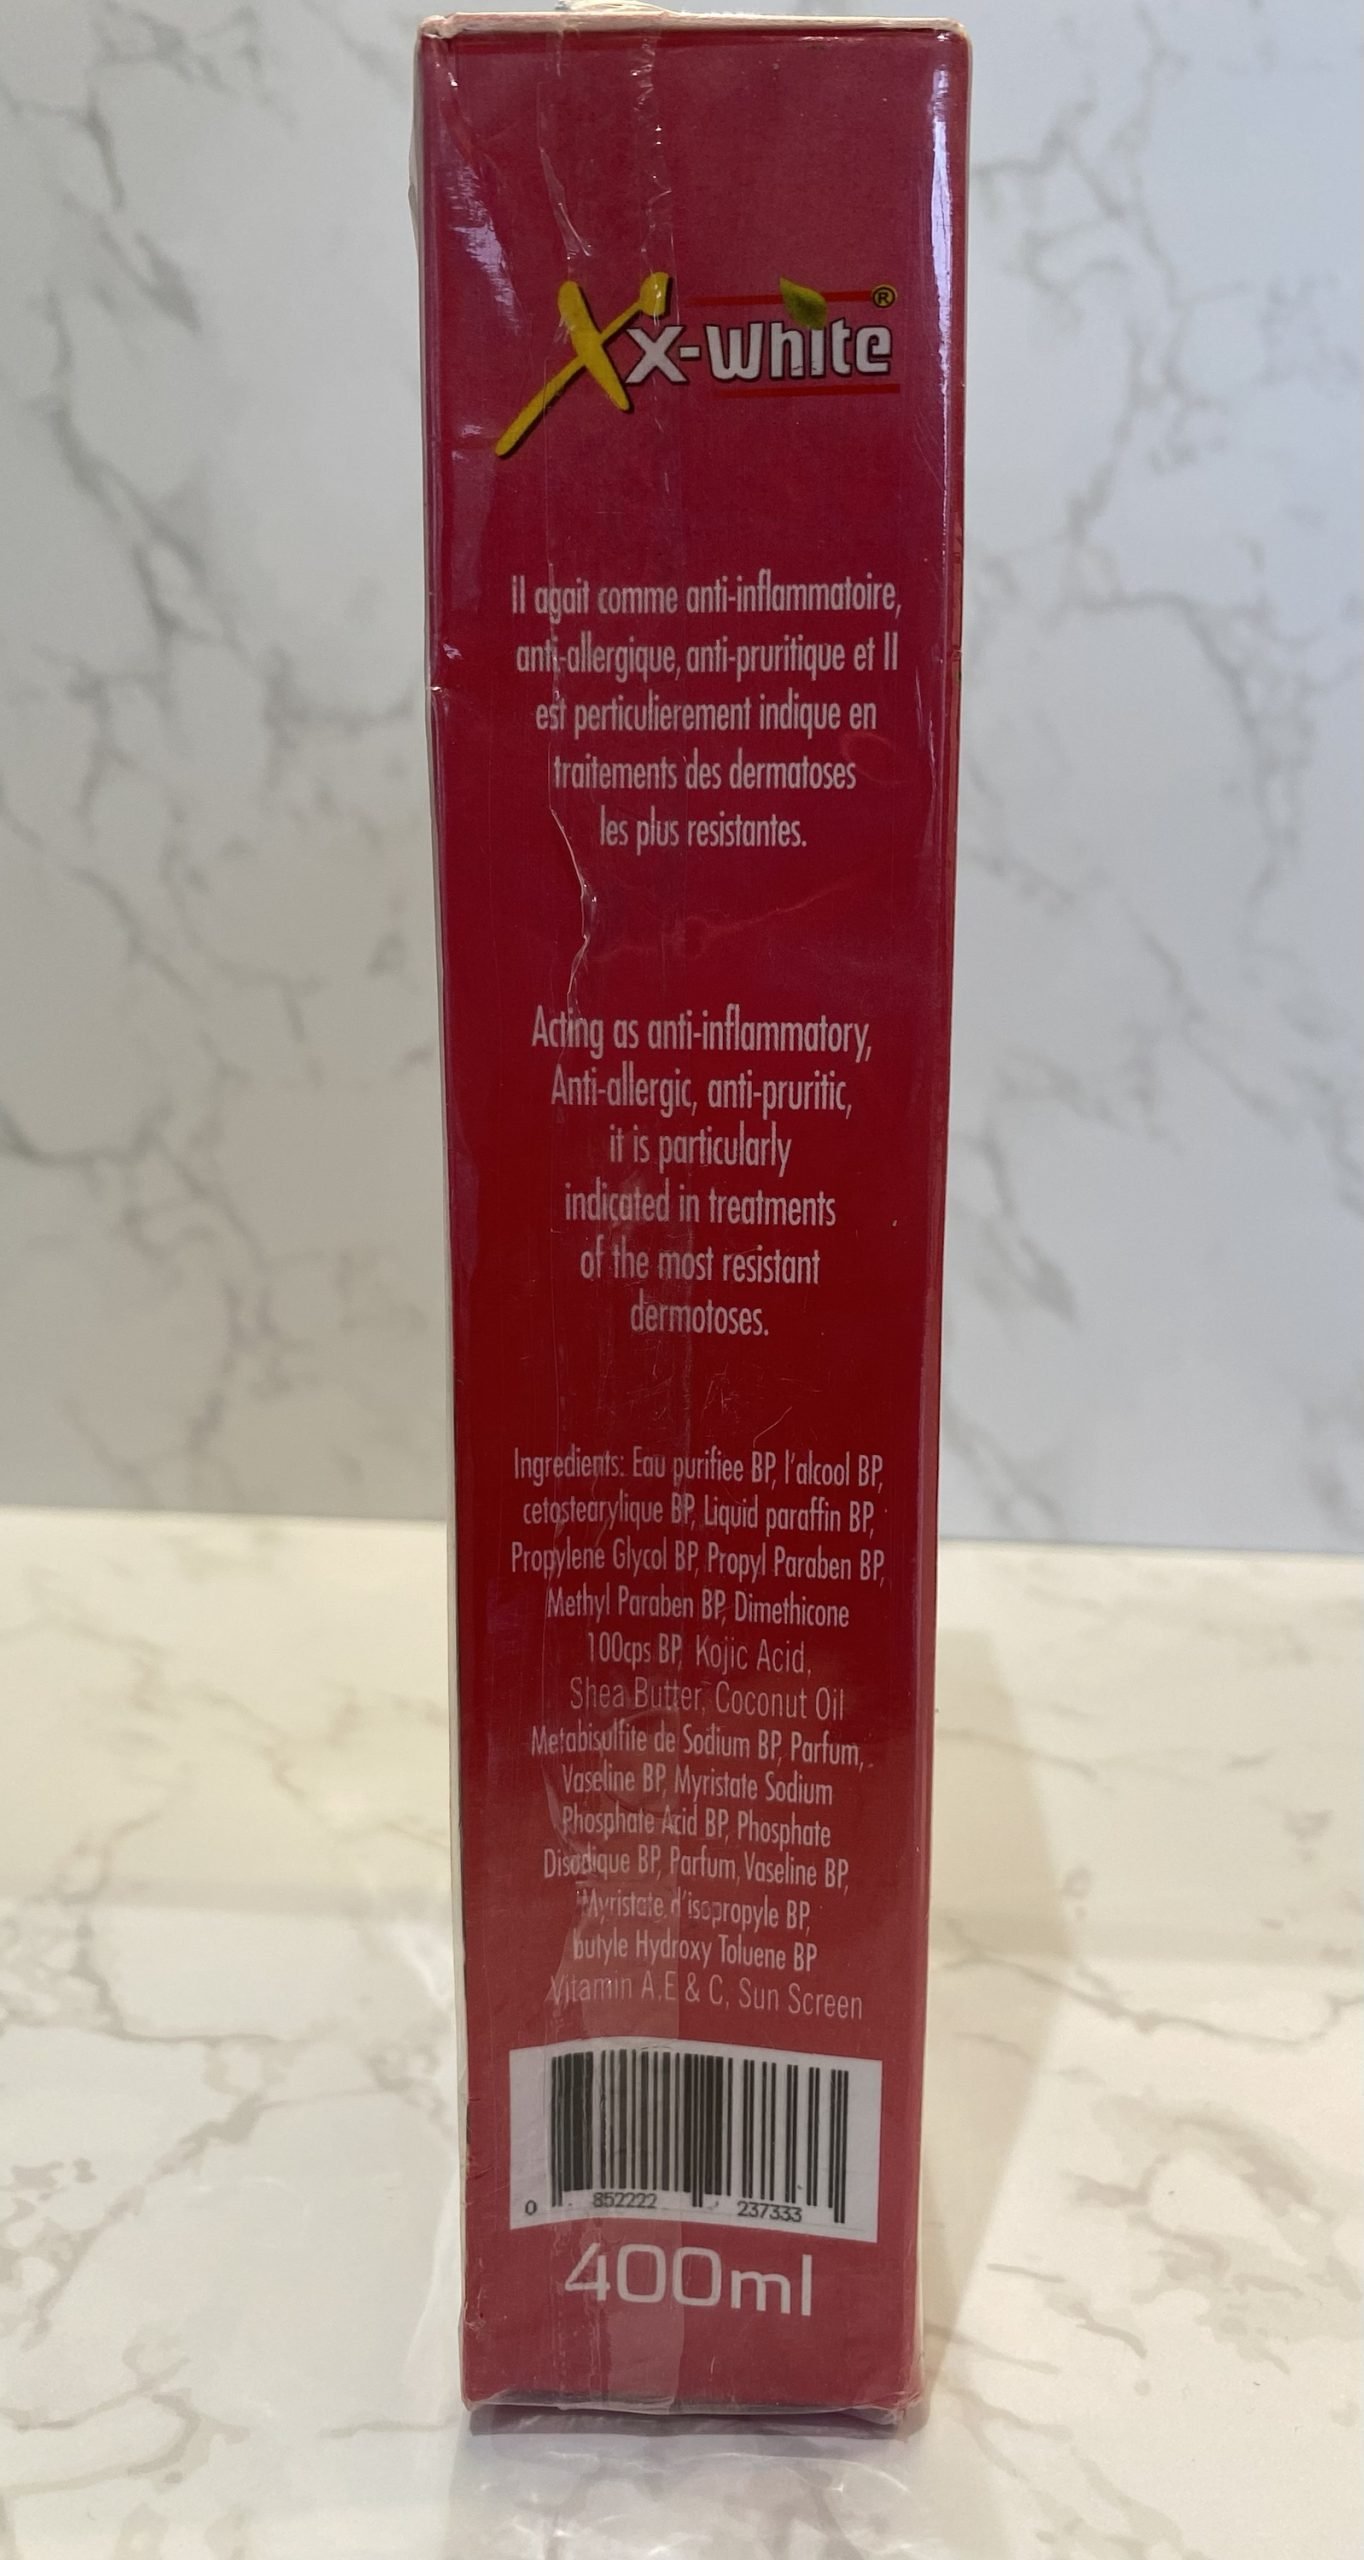 Xx-White ®
Il agait comme anti-inflammatoire,
anti-allergique, anti-pruritique et Il
est perticulierement indique en
traitements des dermatoses
les plus resistantes.
Acting as anti-inflammatory,
Anti-allergic, anti-pruritic,
it is particularly
indicated in treatments
of the most resistant
dermotoses.
Ingredients: Eau purifiee BP, l'alcool BP,
cetostearylique BP, Liquid paraffin BP,
Propylene Glycol BP, Propyl Paraben BP,
Methyl Paraben BP, Dimethicone
100cps BP, Kojic Acid,
Shea Butter, Coconut Oil
Metabisulfite de Sodium BP, Parfum,
Vaseline BP, Myristate Sodium
Phosphate Acid BP, Phosphate
Disodique BP, Parfum, Vaseline BP,
Myristate d'isopropyle BP,
butyle Hydroxy Toluene BP
Vitamin A,E & C, Sun Screen
0 852222 237333
400ml